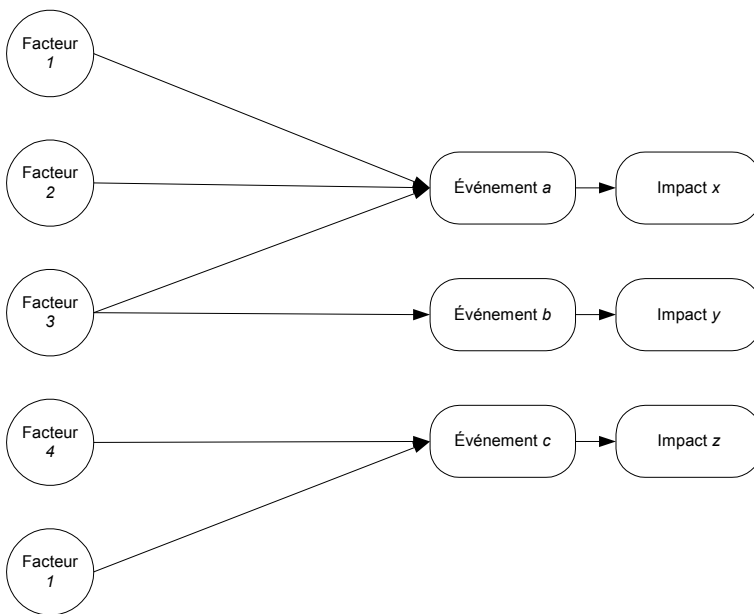 Facteur
1
Facteur
2
Événement a
Impact x
Facteur
3
Événement b
Impact y
Facteur
4
Événement c
Impact z
Facteur
1